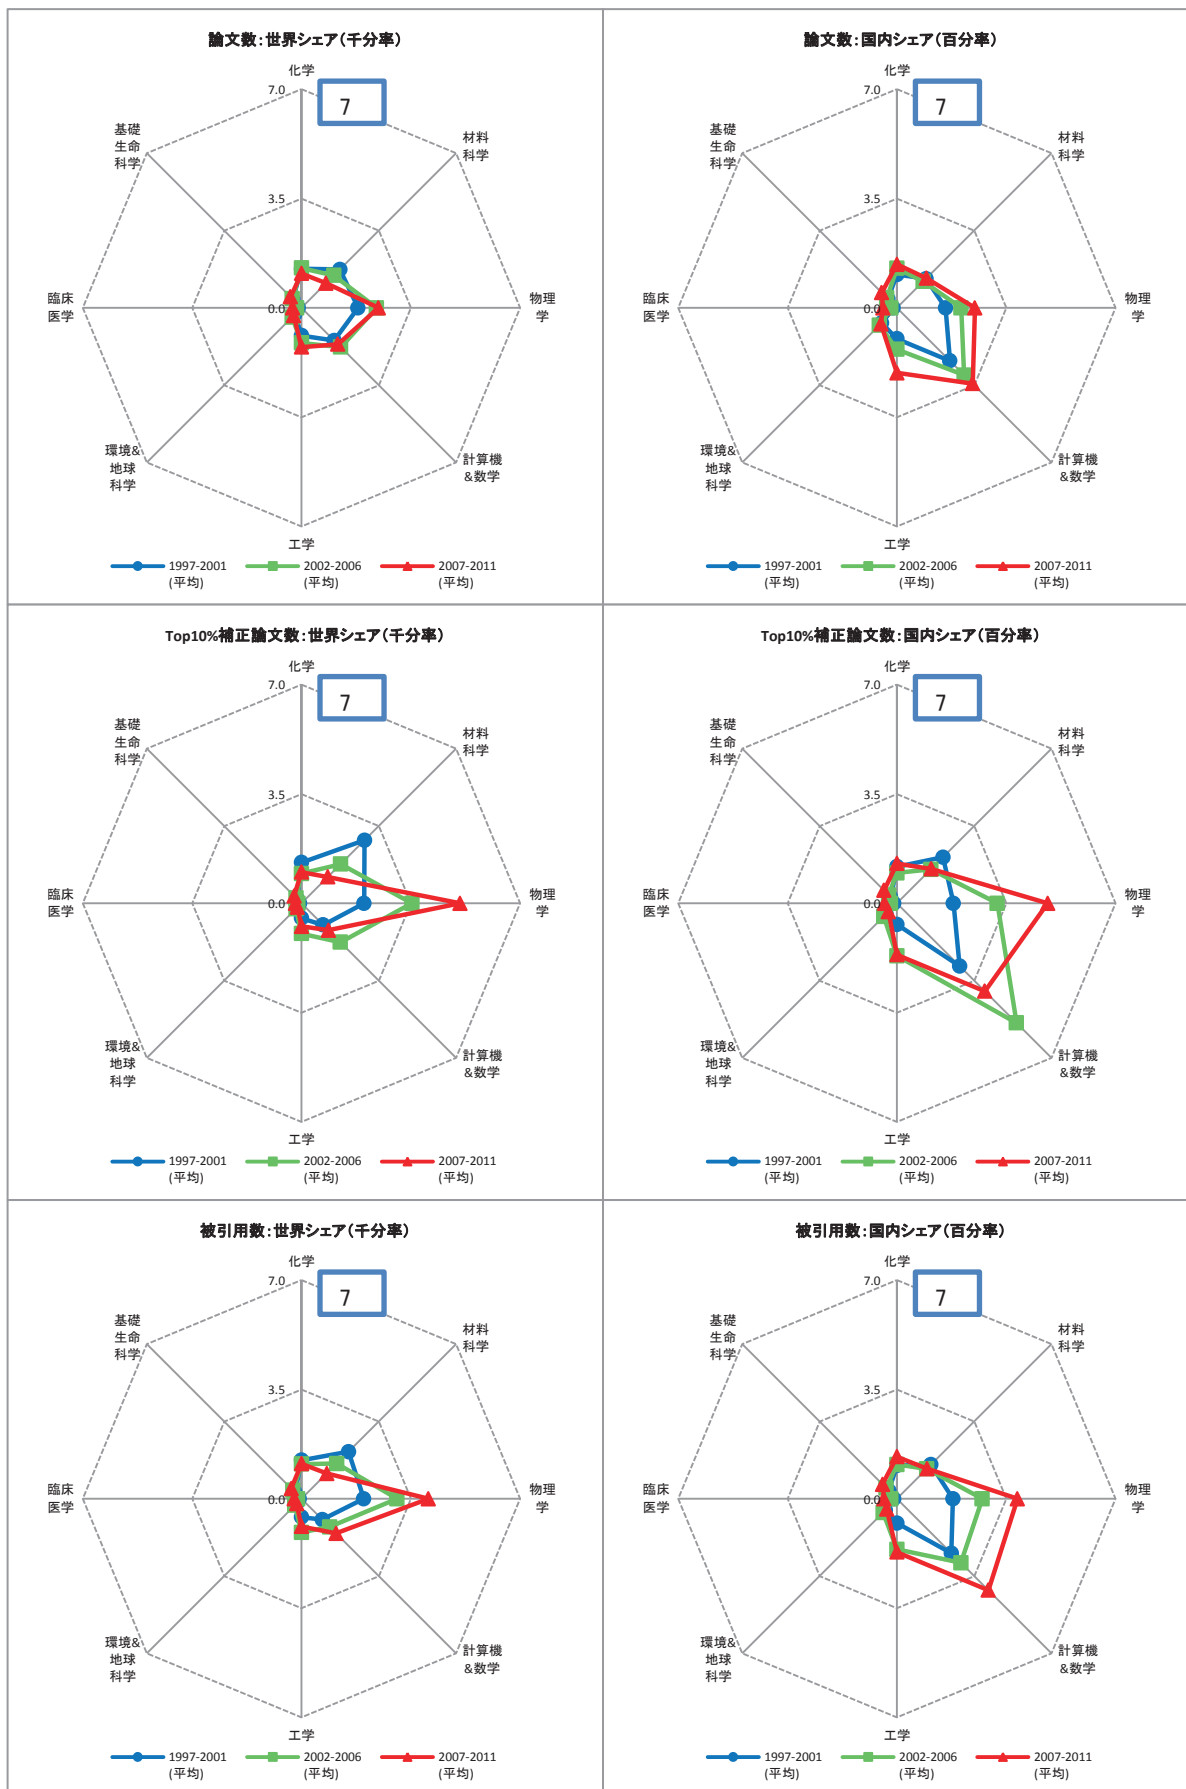 論文数：世界シェア（千分率）
化学
7.0
7
基礎
生命
科学
材料
科学
3.5
臨床
医学
0.0
物理
学
環境&
地球
科学
計算機
&数学
工学
1997-2001
(平均)
2002-2006
(平均)
2007-2011
(平均)
論文数：国内シェア（百分率）
化学
7.0
7
基礎
生命
科学
材料
科学
3.5
臨床
医学
0.0
物理
学
環境&
地球
科学
計算機
&数学
工学
1997-2001
(平均)
2002-2006
(平均)
2007-2011
(平均)
Top10%補正論文数：世界シェア（千分率）
化学
7.0
7
基礎
生命
科学
材料
科学
3.5
臨床
医学
0.0
物理
学
環境&
地球
科学
計算機
&数学
工学
1997-2001
(平均)
2002-2006
(平均)
2007-2011
(平均)
Top10%補正論文数：国内シェア（百分率）
化学
7.0
7
基礎
生命
科学
材料
科学
3.5
臨床
医学
0.0
物理
学
環境&
地球
科学
計算機
&数学
工学
1997-2001
(平均)
2002-2006
(平均)
2007-2011
(平均)
被引用数：世界シェア（千分率）
化学
7.0
7
基礎
生命
科学
材料
科学
3.5
臨床
医学
0.0
物理
学
環境&
地球
科学
計算機
&数学
工学
1997-2001
(平均)
2002-2006
(平均)
2007-2011
(平均)
被引用数：国内シェア（百分率）
化学
7.0
7
基礎
生命
科学
材料
科学
3.5
臨床
医学
0.0
物理
学
環境&
地球
科学
計算機
&数学
工学
1997-2001
(平均)
2002-2006
(平均)
2007-2011
(平均)